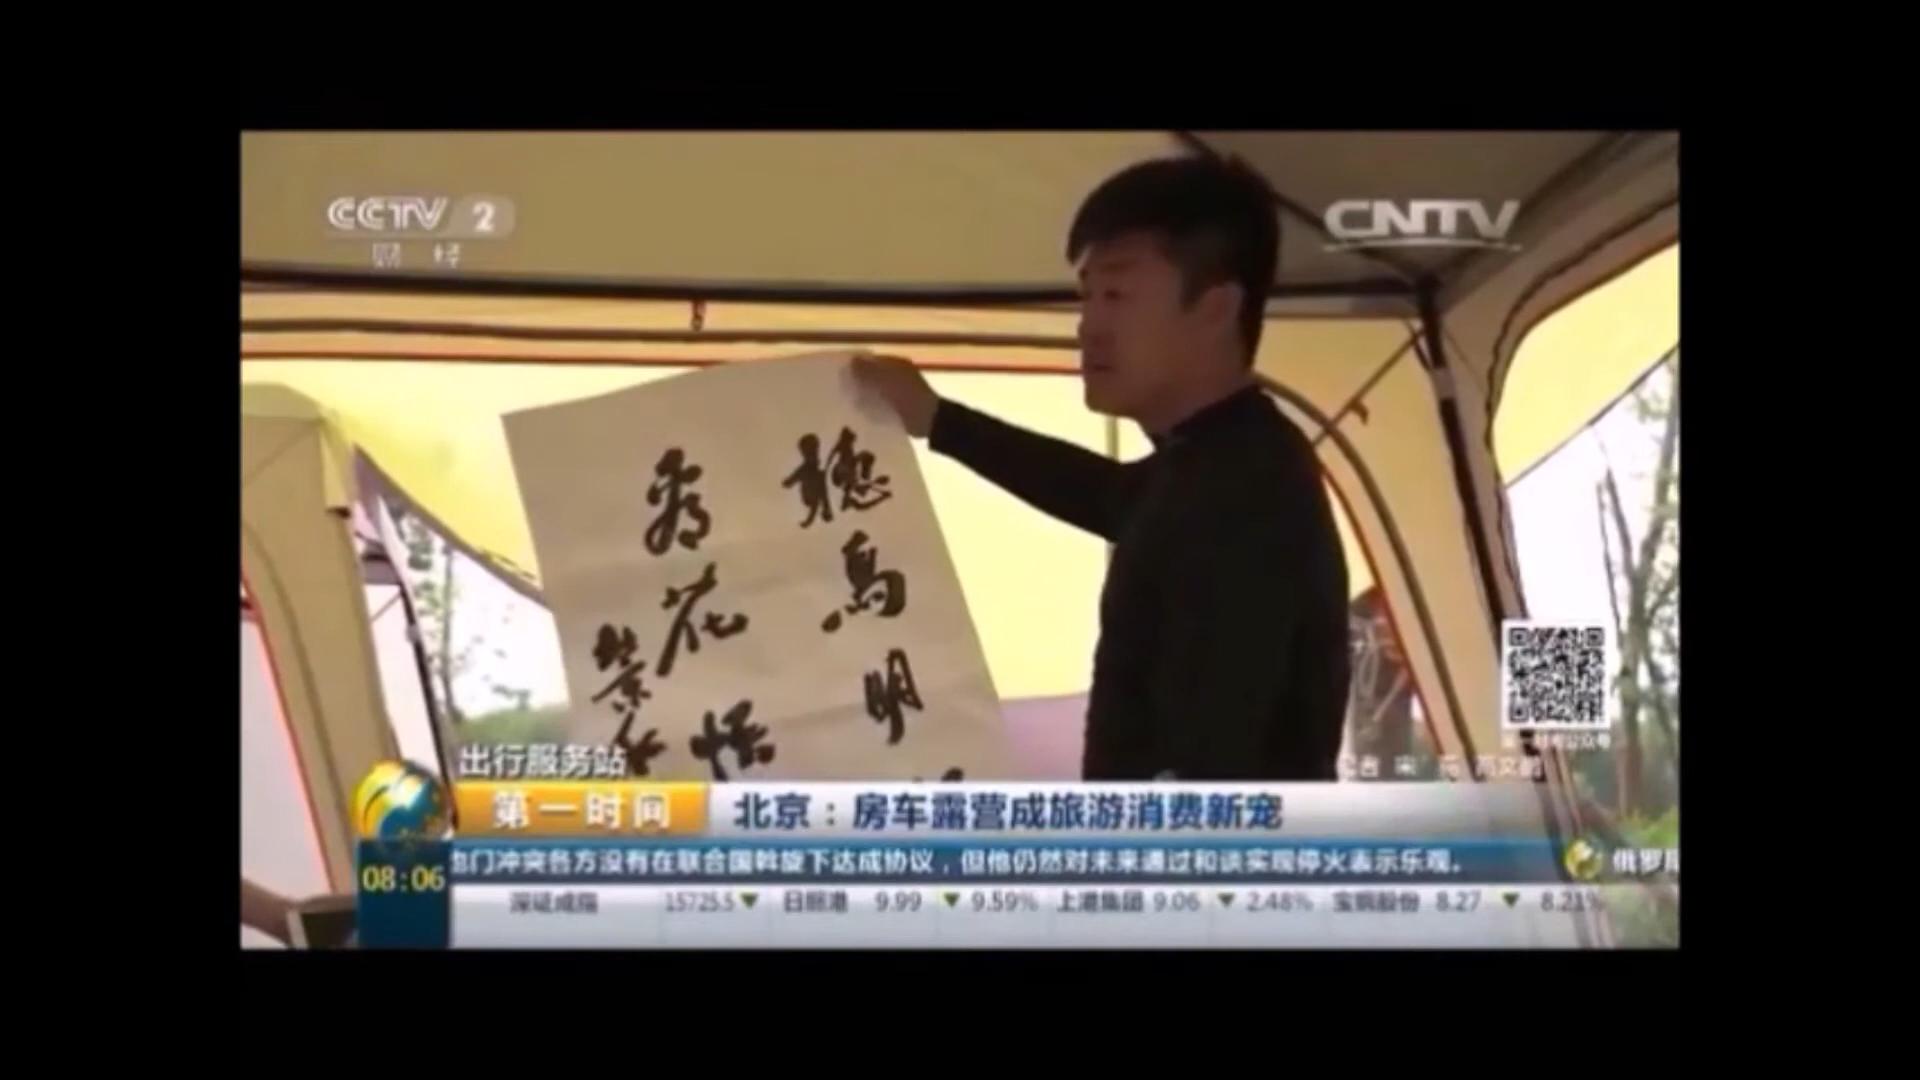 CCTV 2
财经
CNTV
聽鳥明
看花悟
出行服务站
第一时间
北京：房车露营成旅游消费新宠
08:06
门冲突各方没有在联合国斡旋下达成协议，但他仍然对未来通过和谈实现停火表示乐观。
俄罗
深证成指 15725.5 ▼ 日照港 9.99 ▼ 9.59% 上港集团 9.06 ▼ 2.48% 宝钢股份 8.27 ▼ 8.21%